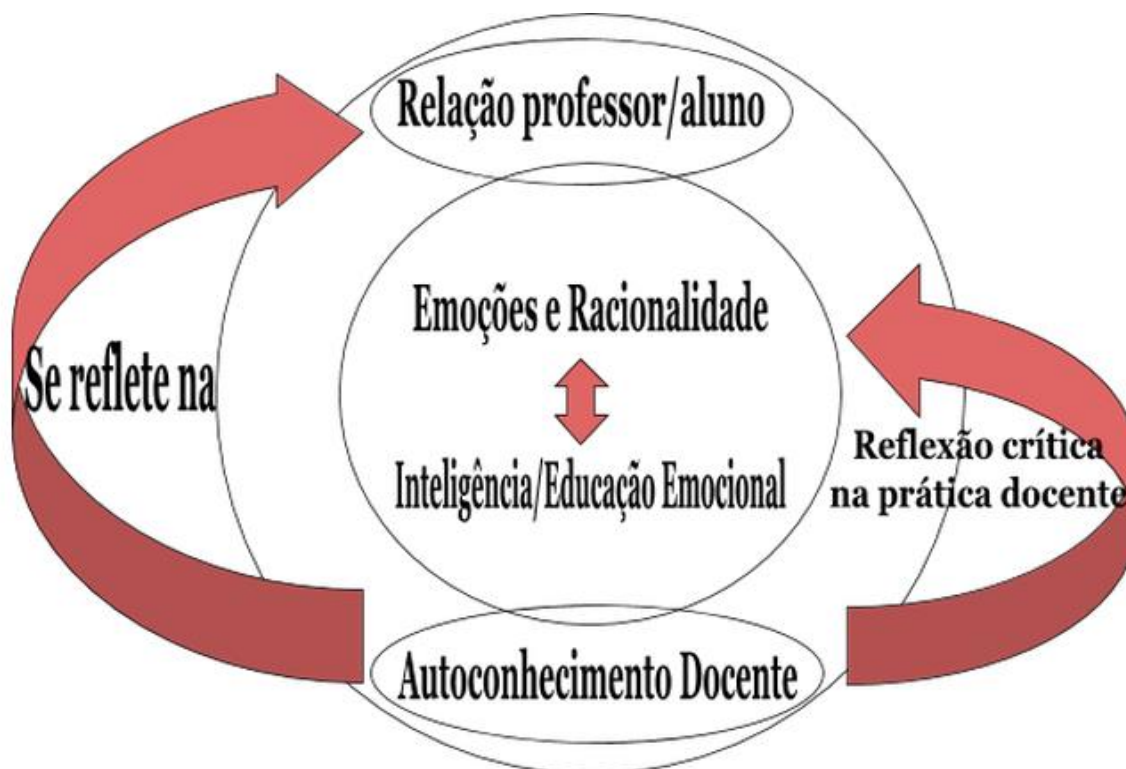 Relação professor/aluno
Emoções e Racionalidade
Se reflete na
Inteligência/Educação Emocional
Reflexão crítica
na prática docente
Autoconhecimento Docente